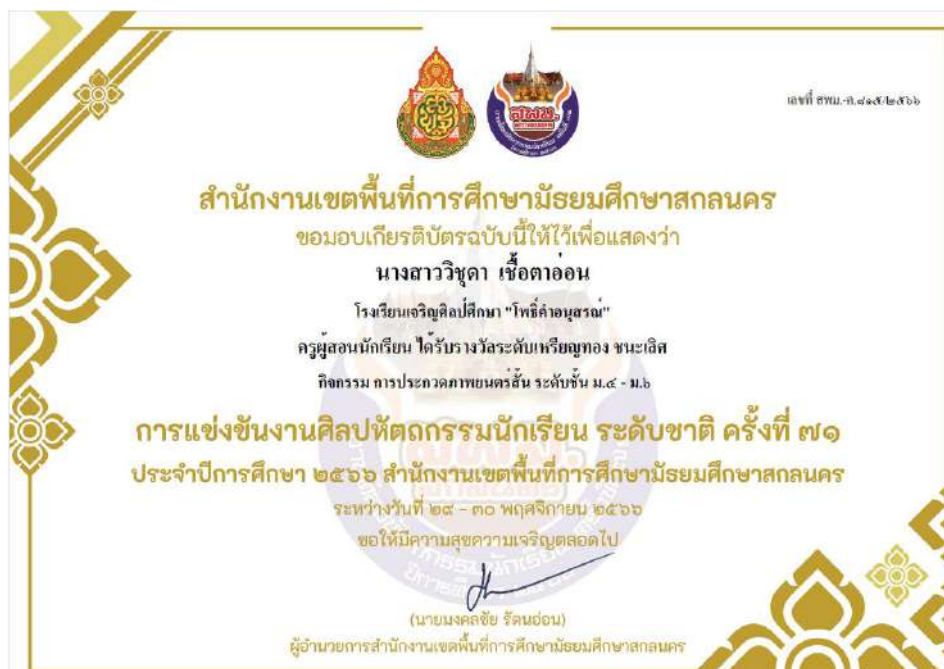 เลขที่ สพม.-ค.๘๑๕/๒๕๖๖
สพม.
สำนักงานเขตพื้นที่การศึกษามัธยมศึกษาสกลนคร
ขอมอบเกียรติบัตรฉบับนี้ให้ไว้เพื่อแสดงว่า
นางสาววิชุดา เชื้อตาอ่อน
โรงเรียนเจริญศิลป์ศึกษา "โพธิ์คำอนุสรณ์"
ครูผู้สอนนักเรียน ได้รับรางวัลระดับเหรียญทอง ชนะเลิศ
กิจกรรม การประกวดภาพยนตร์สั้น ระดับชั้น ม.๔ - ม.๖
การแข่งขันงานศิลปหัตถกรรมนักเรียน ระดับชาติ ครั้งที่ ๗๑
ประจำปีการศึกษา ๒๕๖๖ สำนักงานเขตพื้นที่การศึกษามัธยมศึกษาสกลนคร
ระหว่างวันที่ ๒๙ - ๓๐ พฤศจิกายน ๒๕๖๖
ขอให้มีความสุขความเจริญตลอดไป
(นายมงคลชัย รัตนอ่อน)
ผู้อำนวยการสำนักงานเขตพื้นที่การศึกษามัธยมศึกษาสกลนคร